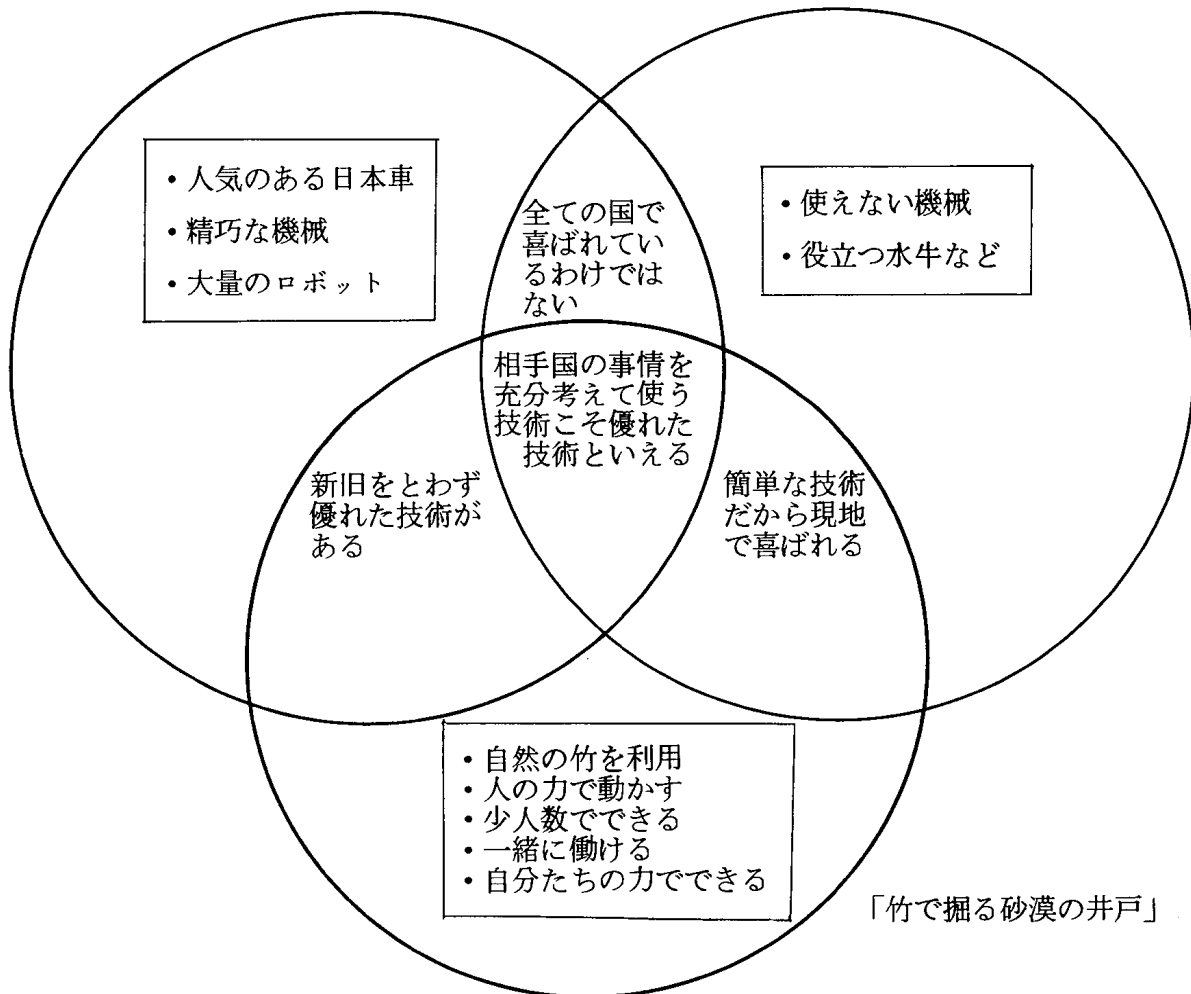 ・人気のある日本車
・精巧な機械
・大量のロボット
全ての国で
喜ばれてい
るわけでは
ない
・使えない機械
・役立つ水牛など
相手国の事情を
充分考えて使う
技術こそ優れた
技術といえる
新旧をとわず
優れた技術が
ある
簡単な技術
だから現地
で喜ばれる
・自然の竹を利用
・人の力で動かす
・少人数でできる
・一緒に働ける
・自分たちの力でできる
「竹で掘る砂漠の井戸」